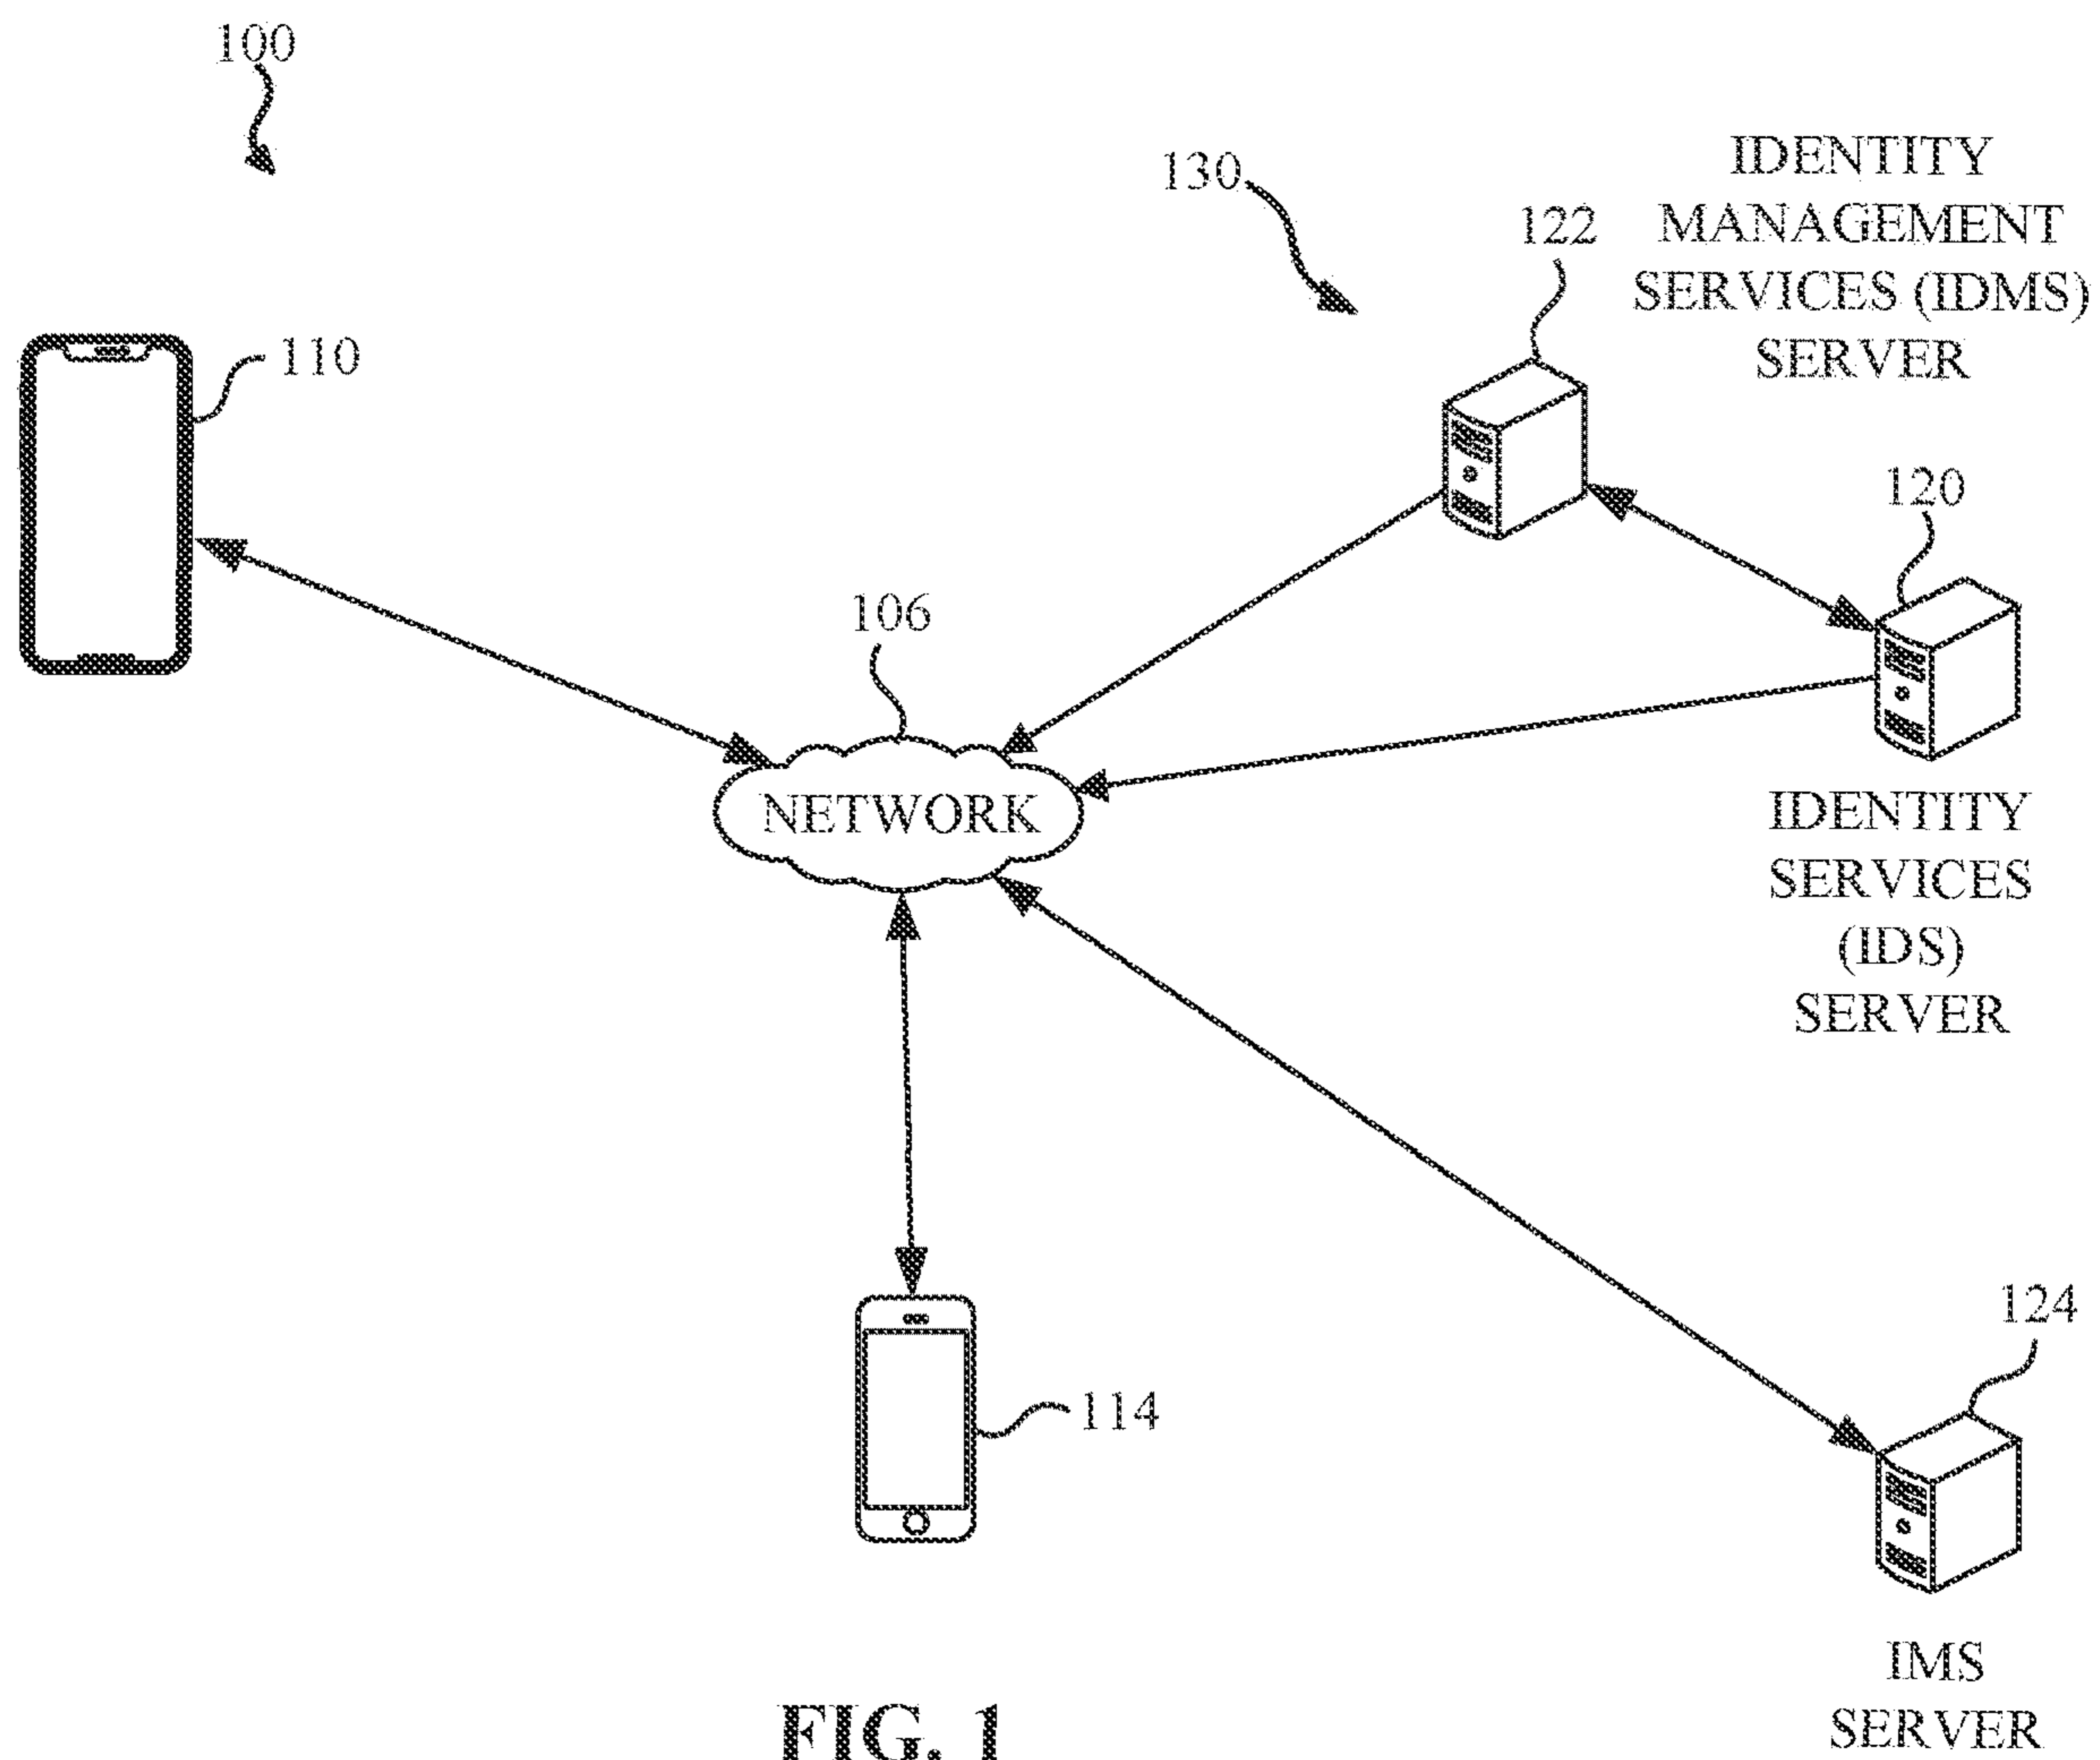 100
130
122
IDENTITY
MANAGEMENT
SERVICES (IDMS)
SERVER
110
120
106
NETWORK
IDENTITY
SERVICES
(IDS)
SERVER
124
114
IMS
SERVER
FIG. 1